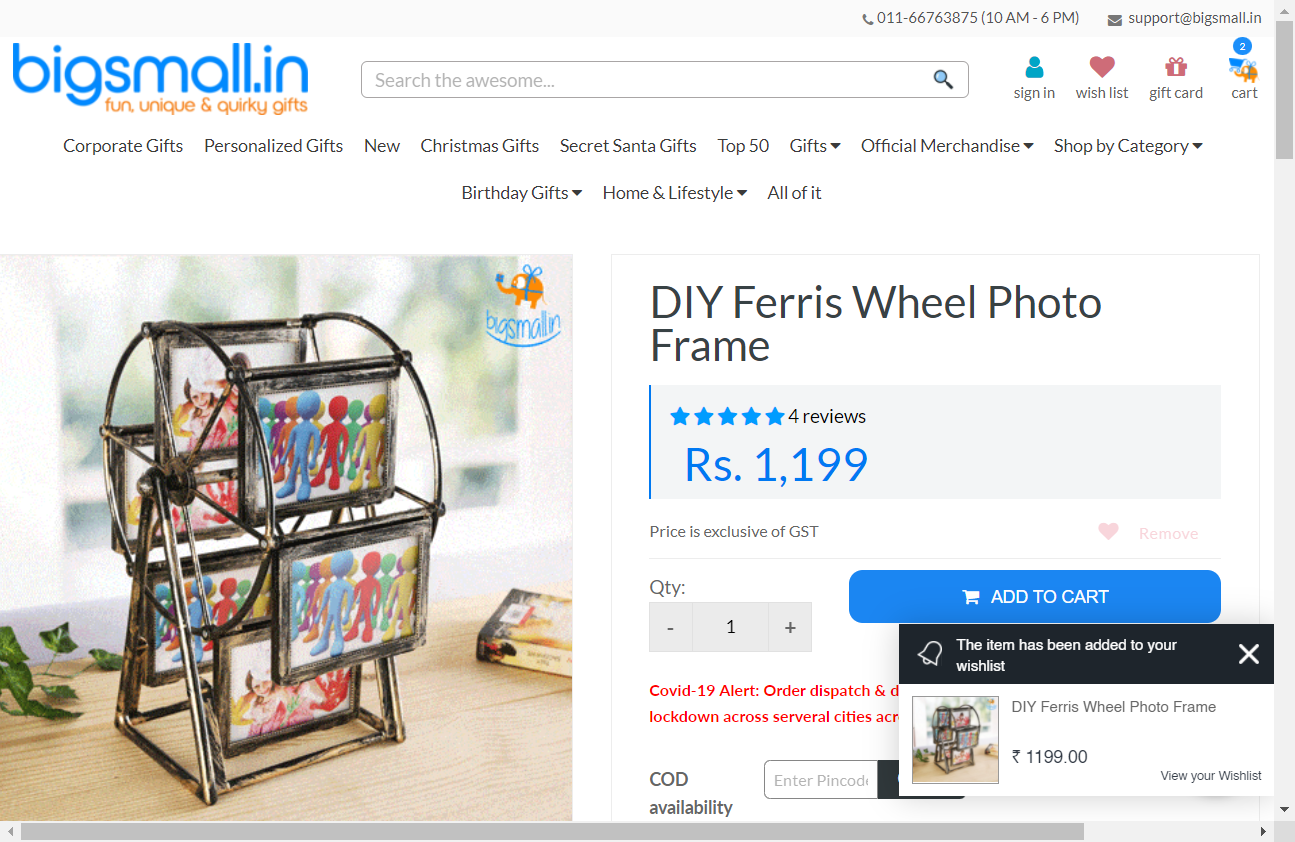 011-66763875 (10 AM - 6 PM)
support@bigsmall.in
bigsmall.in
fun, unique & quirky gifts
Search the awesome...
sign in
wish list
gift card
2
cart
Corporate Gifts
Personalized Gifts
New
Christmas Gifts
Secret Santa Gifts
Top 50
Gifts
Official Merchandise
Shop by Category
Birthday Gifts
Home & Lifestyle
All of it
bigsmall.in
DIY Ferris Wheel Photo
Frame
4 reviews
Rs. 1,199
Price is exclusive of GST
Remove
Qty:
- 1 +
ADD TO CART
The item has been added to your
wishlist
Covid-19 Alert: Order dispatch & d
lockdown across serveral cities acr
DIY Ferris Wheel Photo Frame
₹ 1199.00
View your Wishlist
COD
availability
Enter Pincode